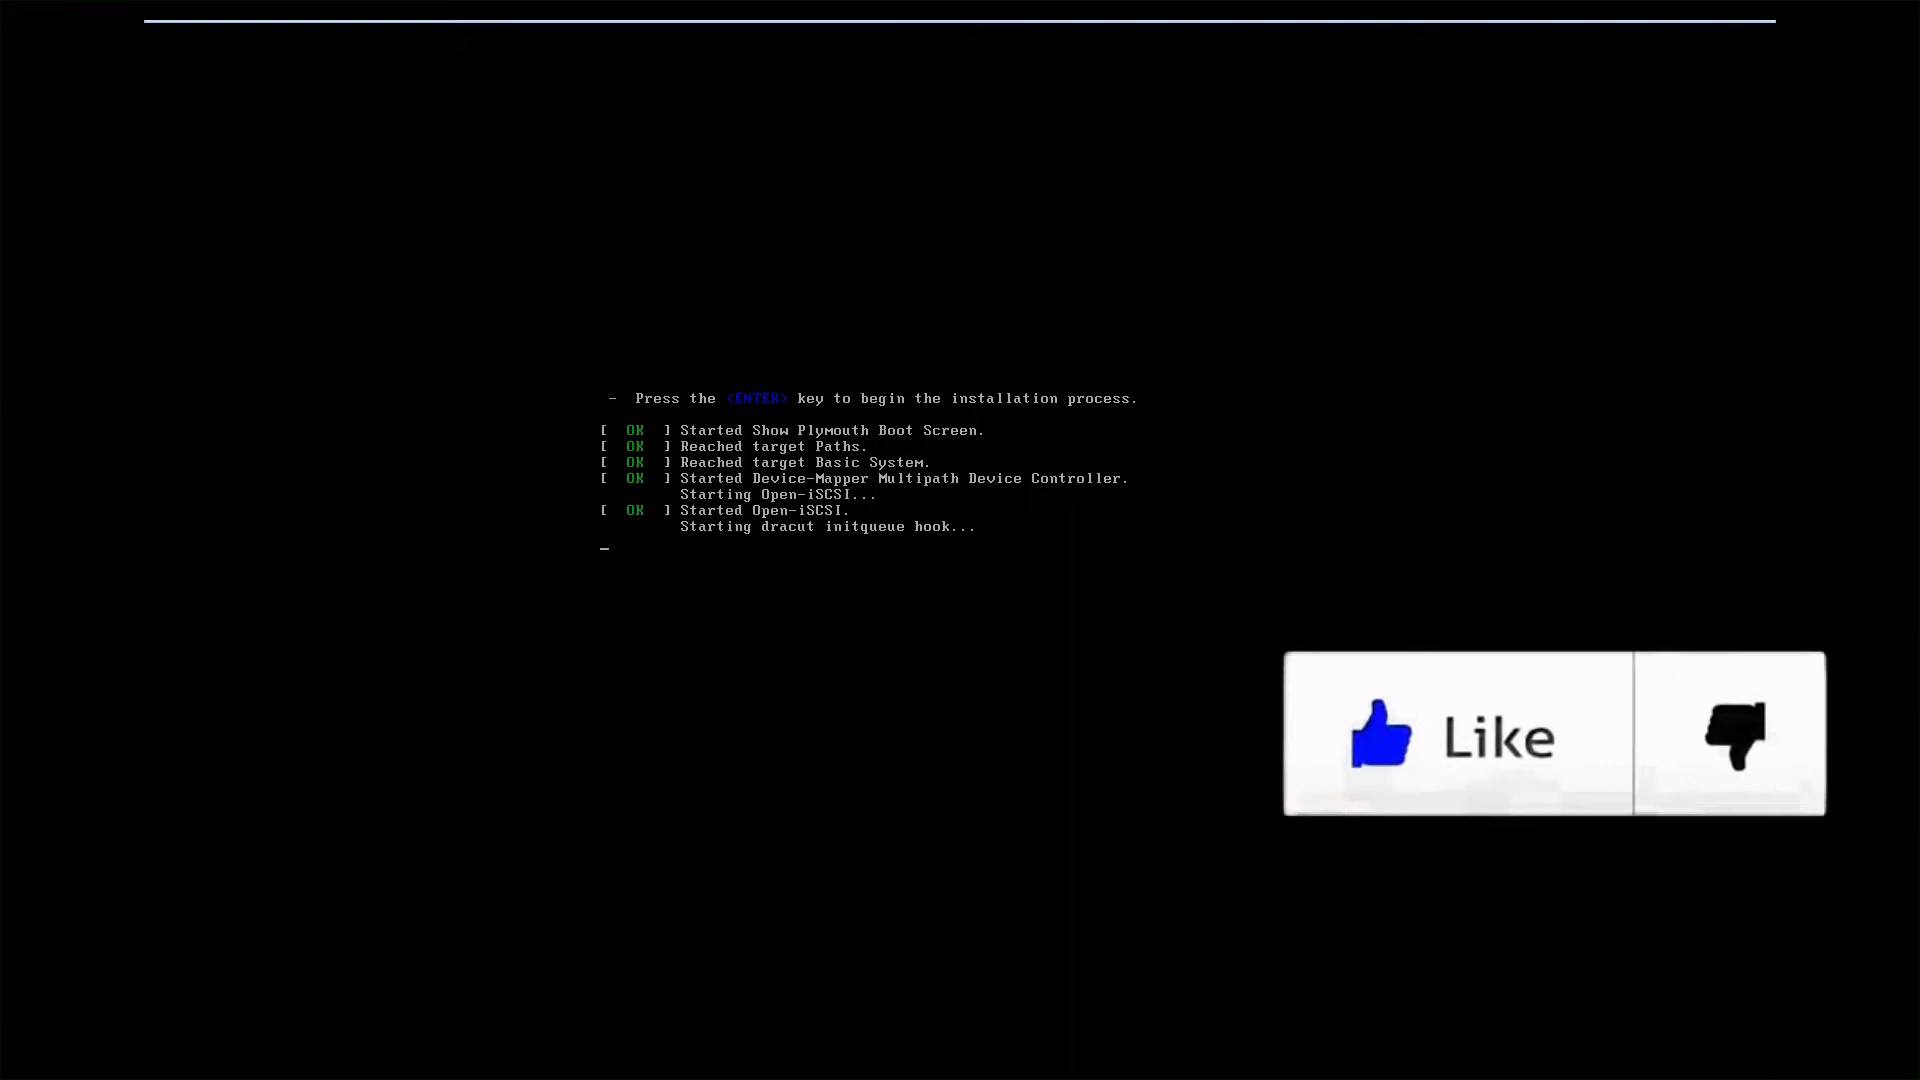 - Press the <ENTER> key to begin the installation process.
[ OK ] Started Show Plymouth Boot Screen.
[ OK ] Reached target Paths.
[ OK ] Reached target Basic System.
[ OK ] Started Device-Mapper Multipath Device Controller.
Starting Open-iSCSI...
[ OK ] Started Open-iSCSI.
Starting dracut initqueue hook...
Like